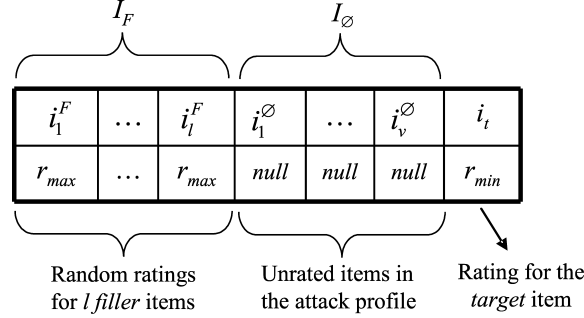 I_F I_∅
i_1^F … i_l^F i_1^∅ … i_v^∅ i_t
r_max … r_max null null null r_min
Random ratings for l filler items
Unrated items in the attack profile
Rating for the target item